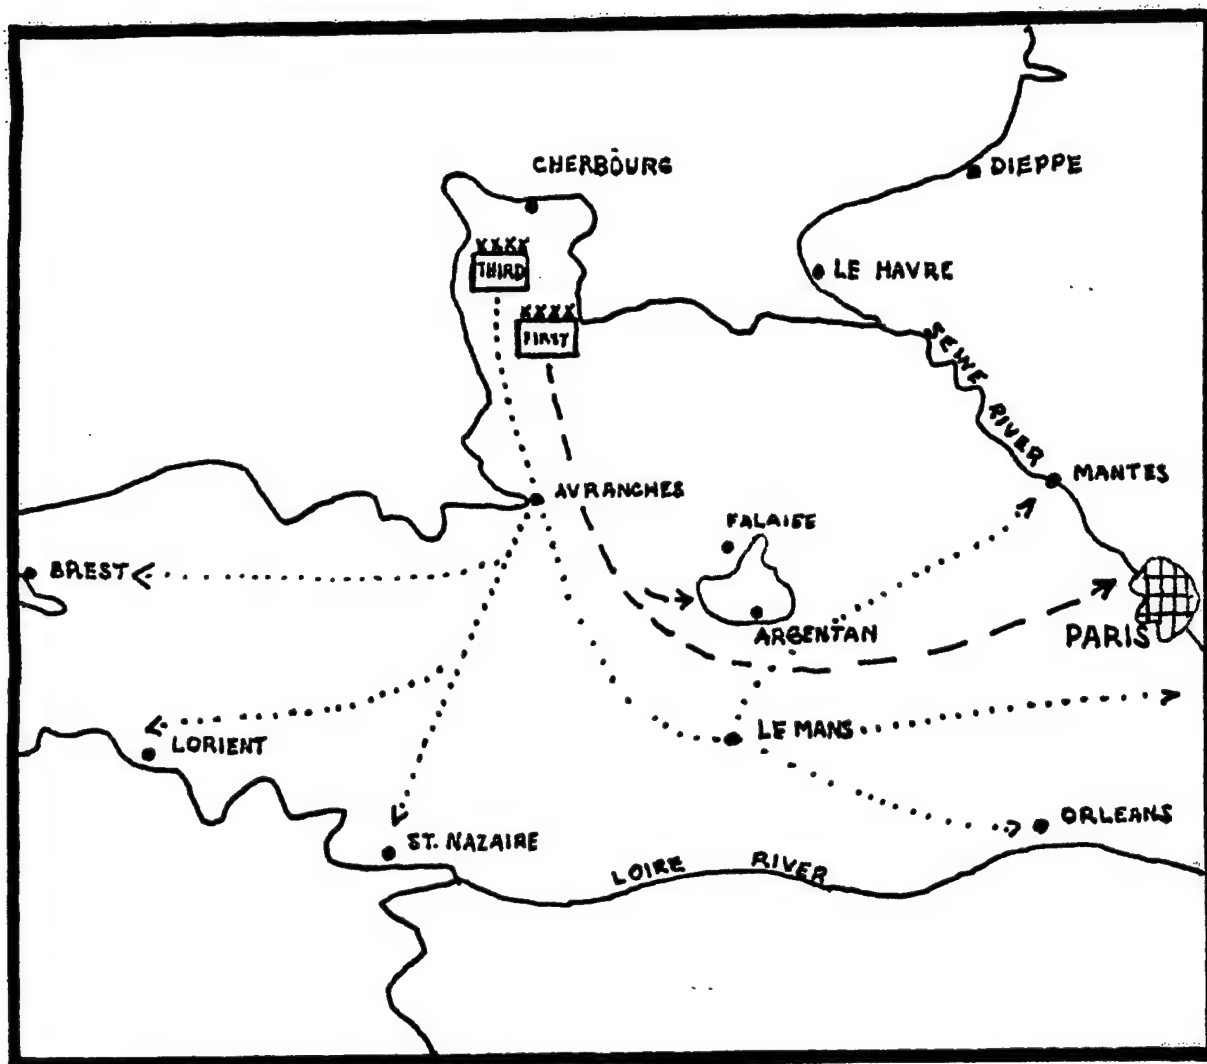 CHERBOURG
DIEPPE
XXXX
THIRD
LE HAVRE
XXXX
FIRST
SEINE RIVER
MANTES
AVRANCHES
FALAISE
BREST
ARGENTAN
PARIS
LE MANS
LORIENT
ORLEANS
ST. NAZAIRE
LOIRE RIVER